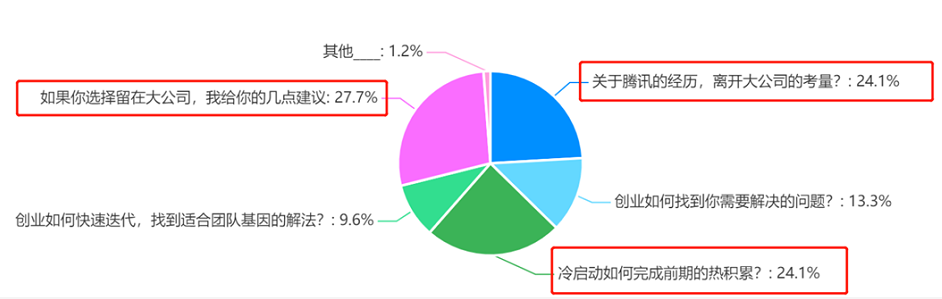 其他____: 1.2%
关于腾讯的经历，离开大公司的考量？: 24.1%
如果你选择留在大公司，我给你的几点建议: 27.7%
创业如何找到你需要解决的问题？: 13.3%
创业如何快速迭代，找到适合团队基因的解法？: 9.6%
冷启动如何完成前期的热积累？: 24.1%